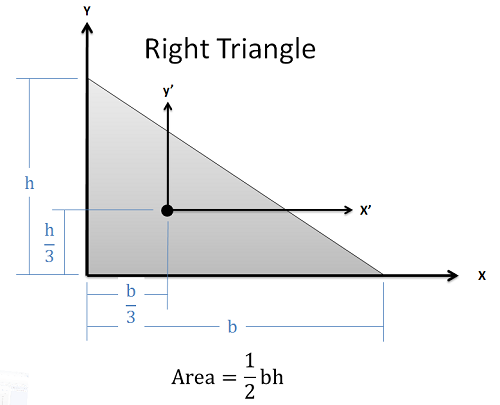 Y
Right Triangle
y’
h
X’
h
3
X
b
3
b
Area = 1/2 bh